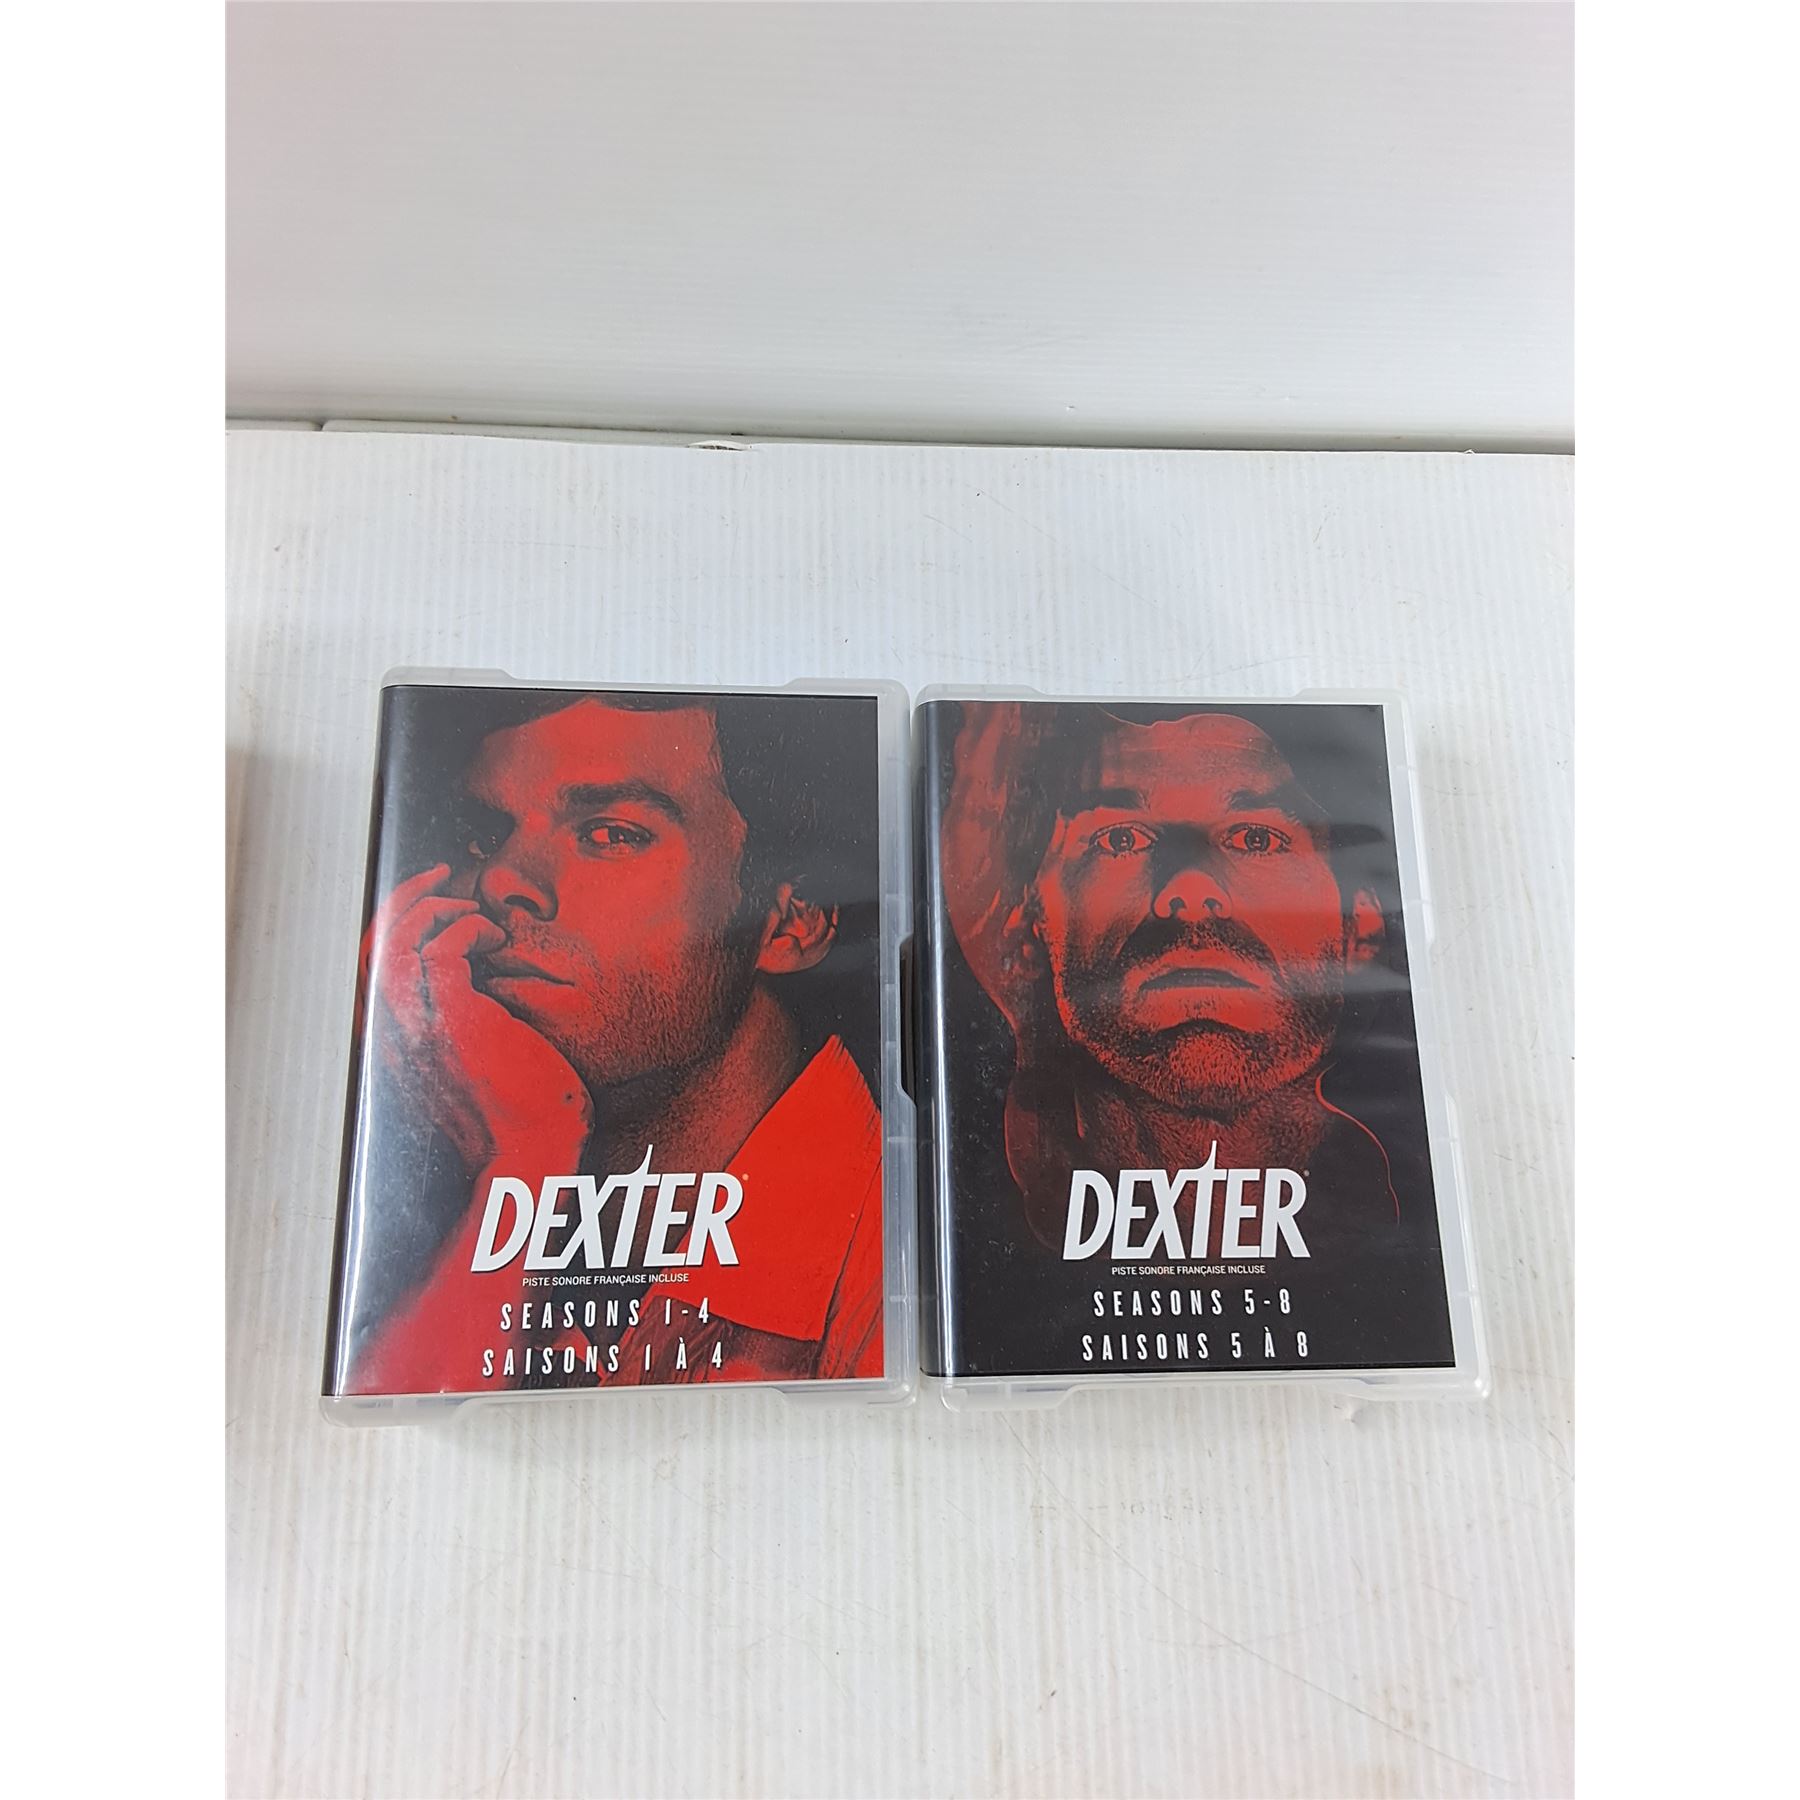 DEXTER®
PISTE SONORE FRANÇAISE INCLUSE
SEASONS 1-4
SAISONS 1 À 4
DEXTER®
PISTE SONORE FRANÇAISE INCLUSE
SEASONS 5-8
SAISONS 5 À 8